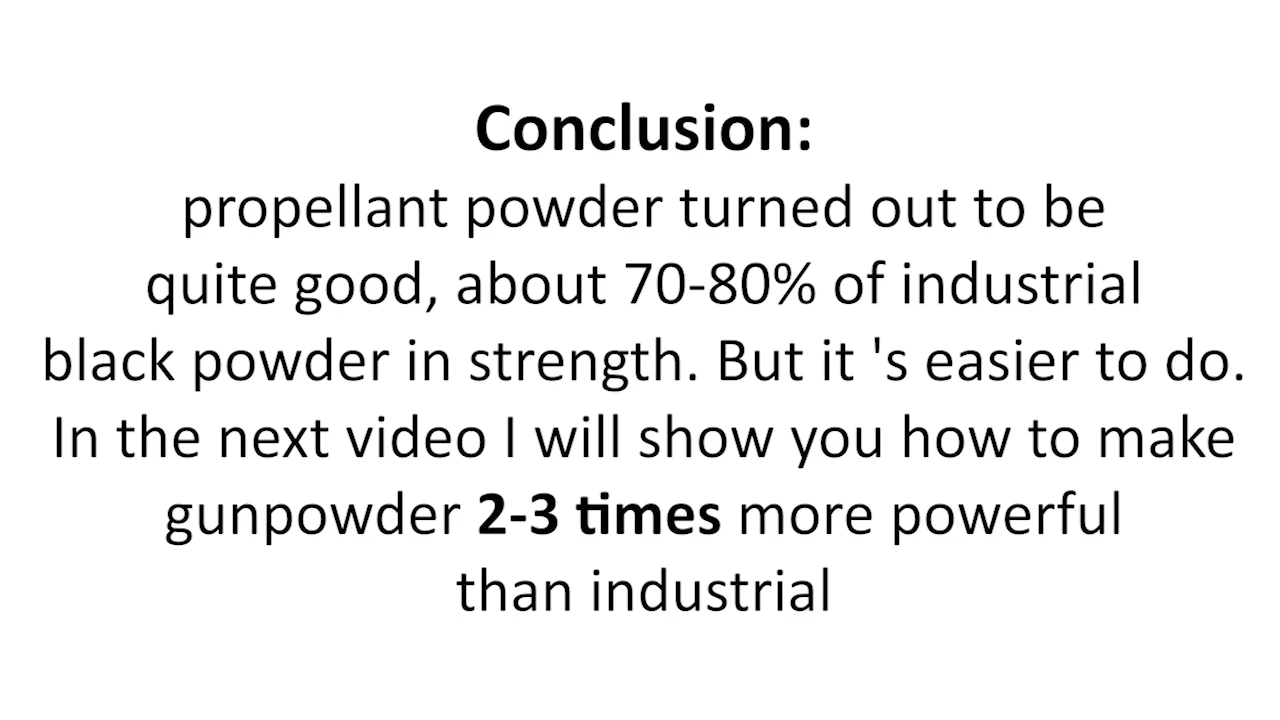 Conclusion:
propellant powder turned out to be
quite good, about 70-80% of industrial
black powder in strength. But it 's easier to do.
In the next video I will show you how to make
gunpowder 2-3 times more powerful
than industrial